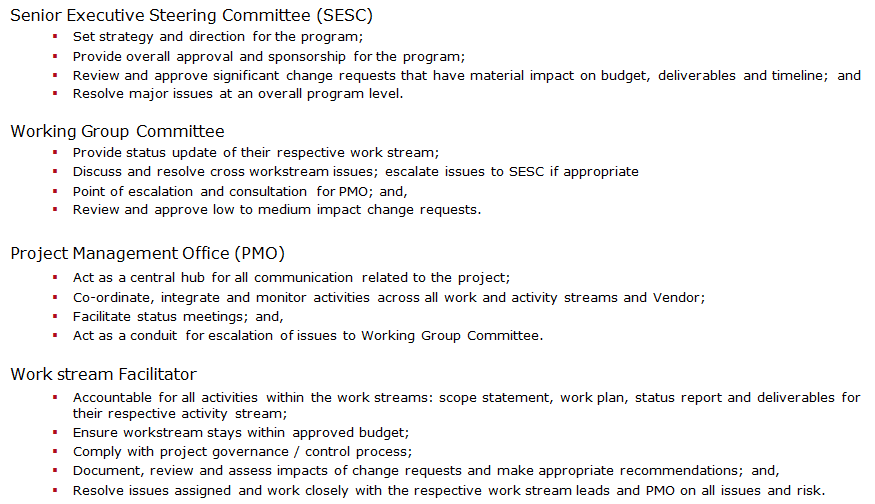 Senior Executive Steering Committee (SESC)
▪ Set strategy and direction for the program;
▪ Provide overall approval and sponsorship for the program;
▪ Review and approve significant change requests that have material impact on budget, deliverables and timeline; and
▪ Resolve major issues at an overall program level.
Working Group Committee
▪ Provide status update of their respective work stream;
▪ Discuss and resolve cross workstream issues; escalate issues to SESC if appropriate
▪ Point of escalation and consultation for PMO; and,
▪ Review and approve low to medium impact change requests.
Project Management Office (PMO)
▪ Act as a central hub for all communication related to the project;
▪ Co-ordinate, integrate and monitor activities across all work and activity streams and Vendor;
▪ Facilitate status meetings; and,
▪ Act as a conduit for escalation of issues to Working Group Committee.
Work stream Facilitator
▪ Accountable for all activities within the work streams: scope statement, work plan, status report and deliverables for
their respective activity stream;
▪ Ensure workstream stays within approved budget;
▪ Comply with project governance / control process;
▪ Document, review and assess impacts of change requests and make appropriate recommendations; and,
▪ Resolve issues assigned and work closely with the respective work stream leads and PMO on all issues and risk.